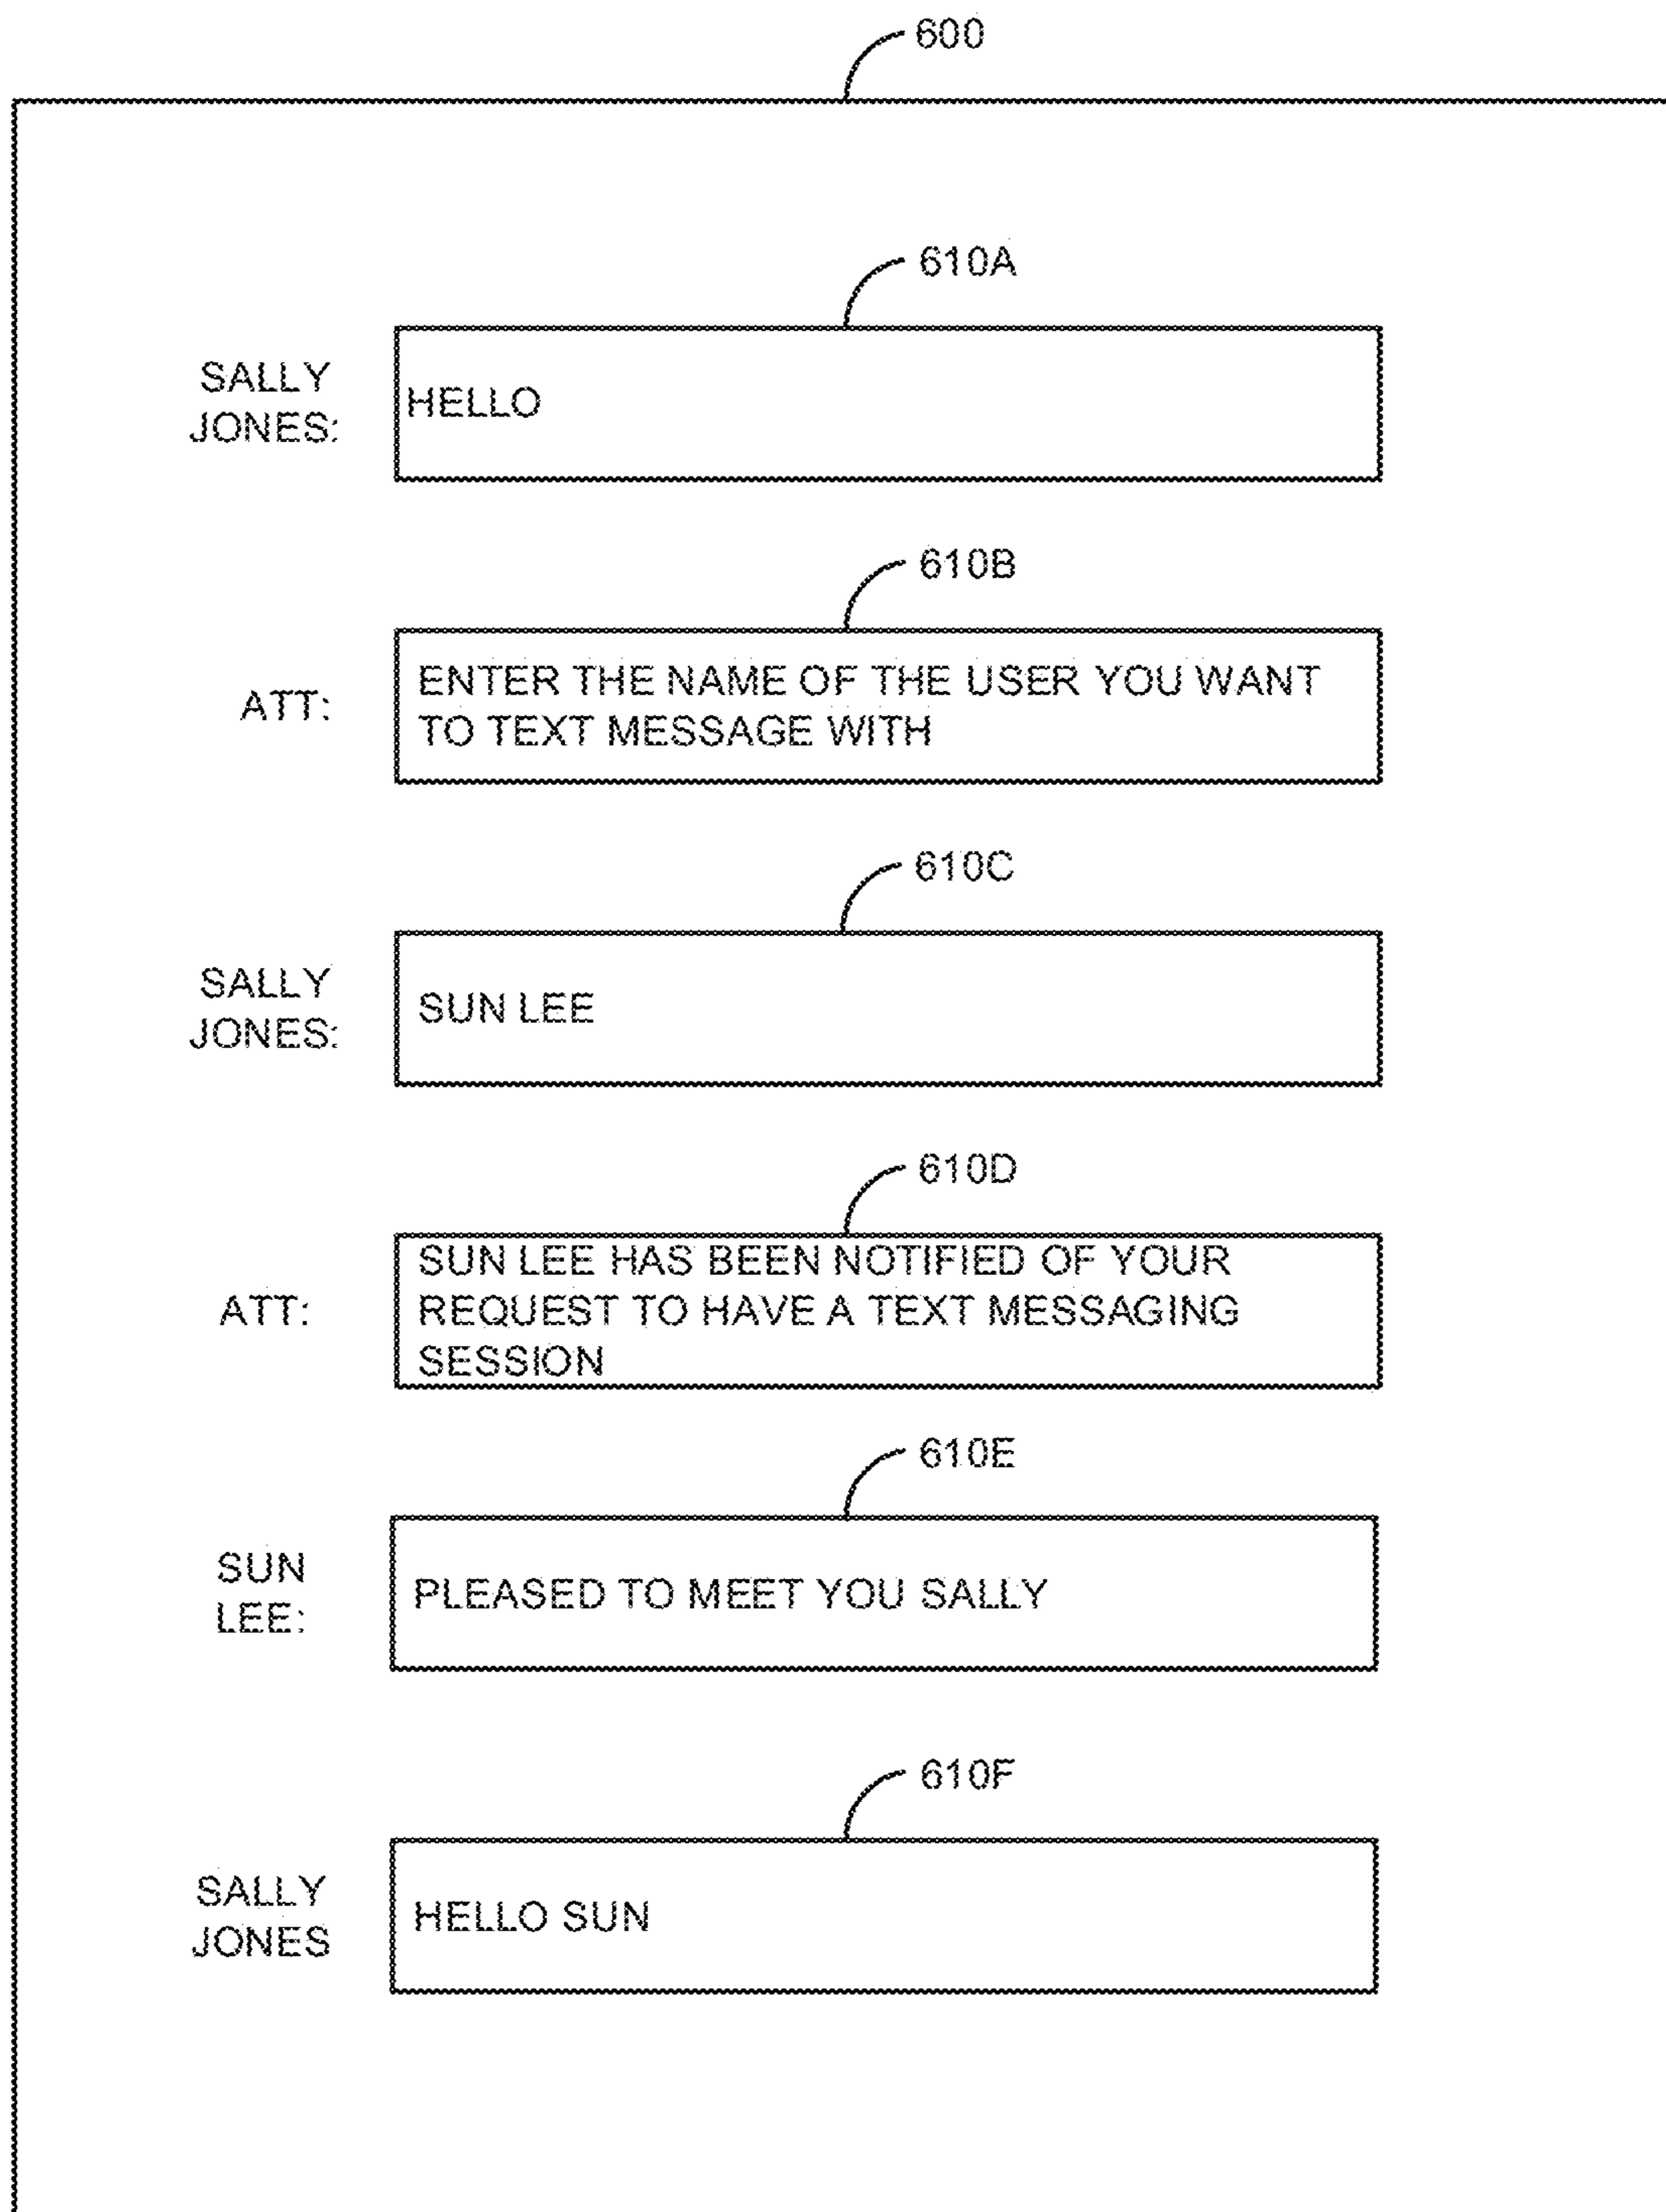 600
610A
SALLY
JONES:
HELLO
610B
ATT:
ENTER THE NAME OF THE USER YOU WANT
TO TEXT MESSAGE WITH
610C
SALLY
JONES:
SUN LEE
610D
ATT:
SUN LEE HAS BEEN NOTIFIED OF YOUR
REQUEST TO HAVE A TEXT MESSAGING
SESSION
610E
SUN
LEE:
PLEASED TO MEET YOU SALLY
610F
SALLY
JONES
HELLO SUN